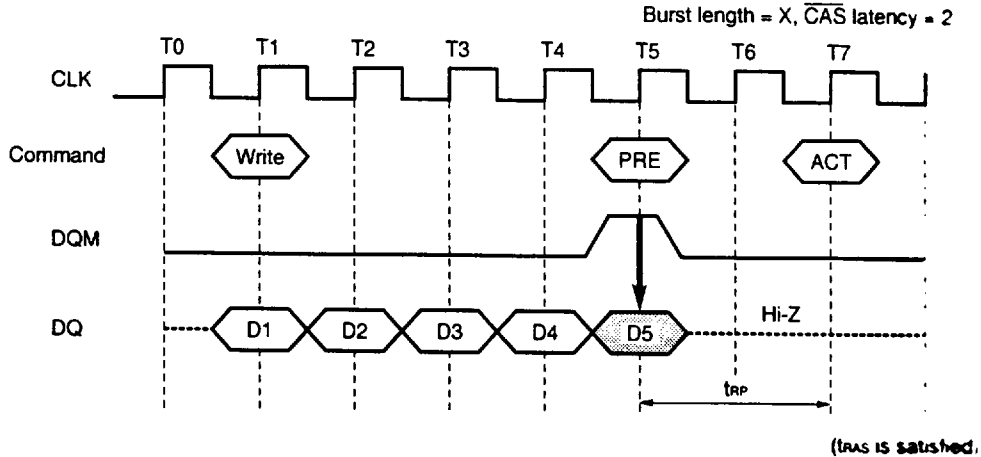 Burst length = X, CAS latency = 2
T0 T1 T2 T3 T4 T5 T6 T7
CLK
Command Write PRE ACT
DQM
DQ D1 D2 D3 D4 D5 Hi-Z
tRP
(tRAS is satisfied.